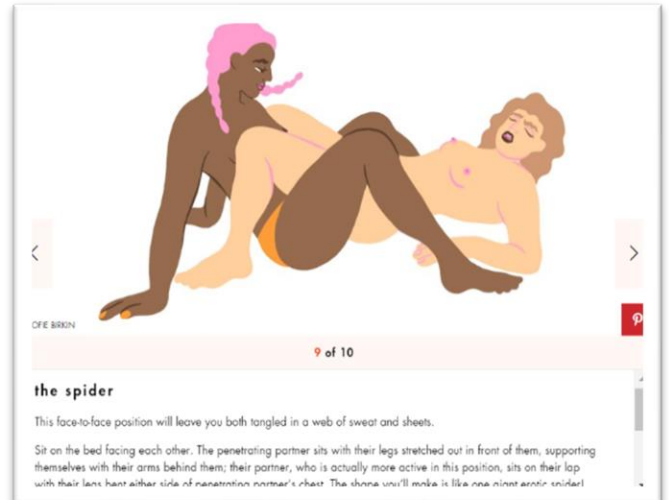 OFIE BIRKIN
9 of 10
the spider
This face-to-face position will leave you both tangled in a web of sweat and sheets.
Sit on the bed facing each other. The penetrating partner sits with their legs stretched out in front of them, supporting
themselves with their arms behind them; their partner, who is actually more active in this position, sits on their lap
with their legs bent either side of penetrating partner's chest. The shape you'll make is like one giant erotic spider!